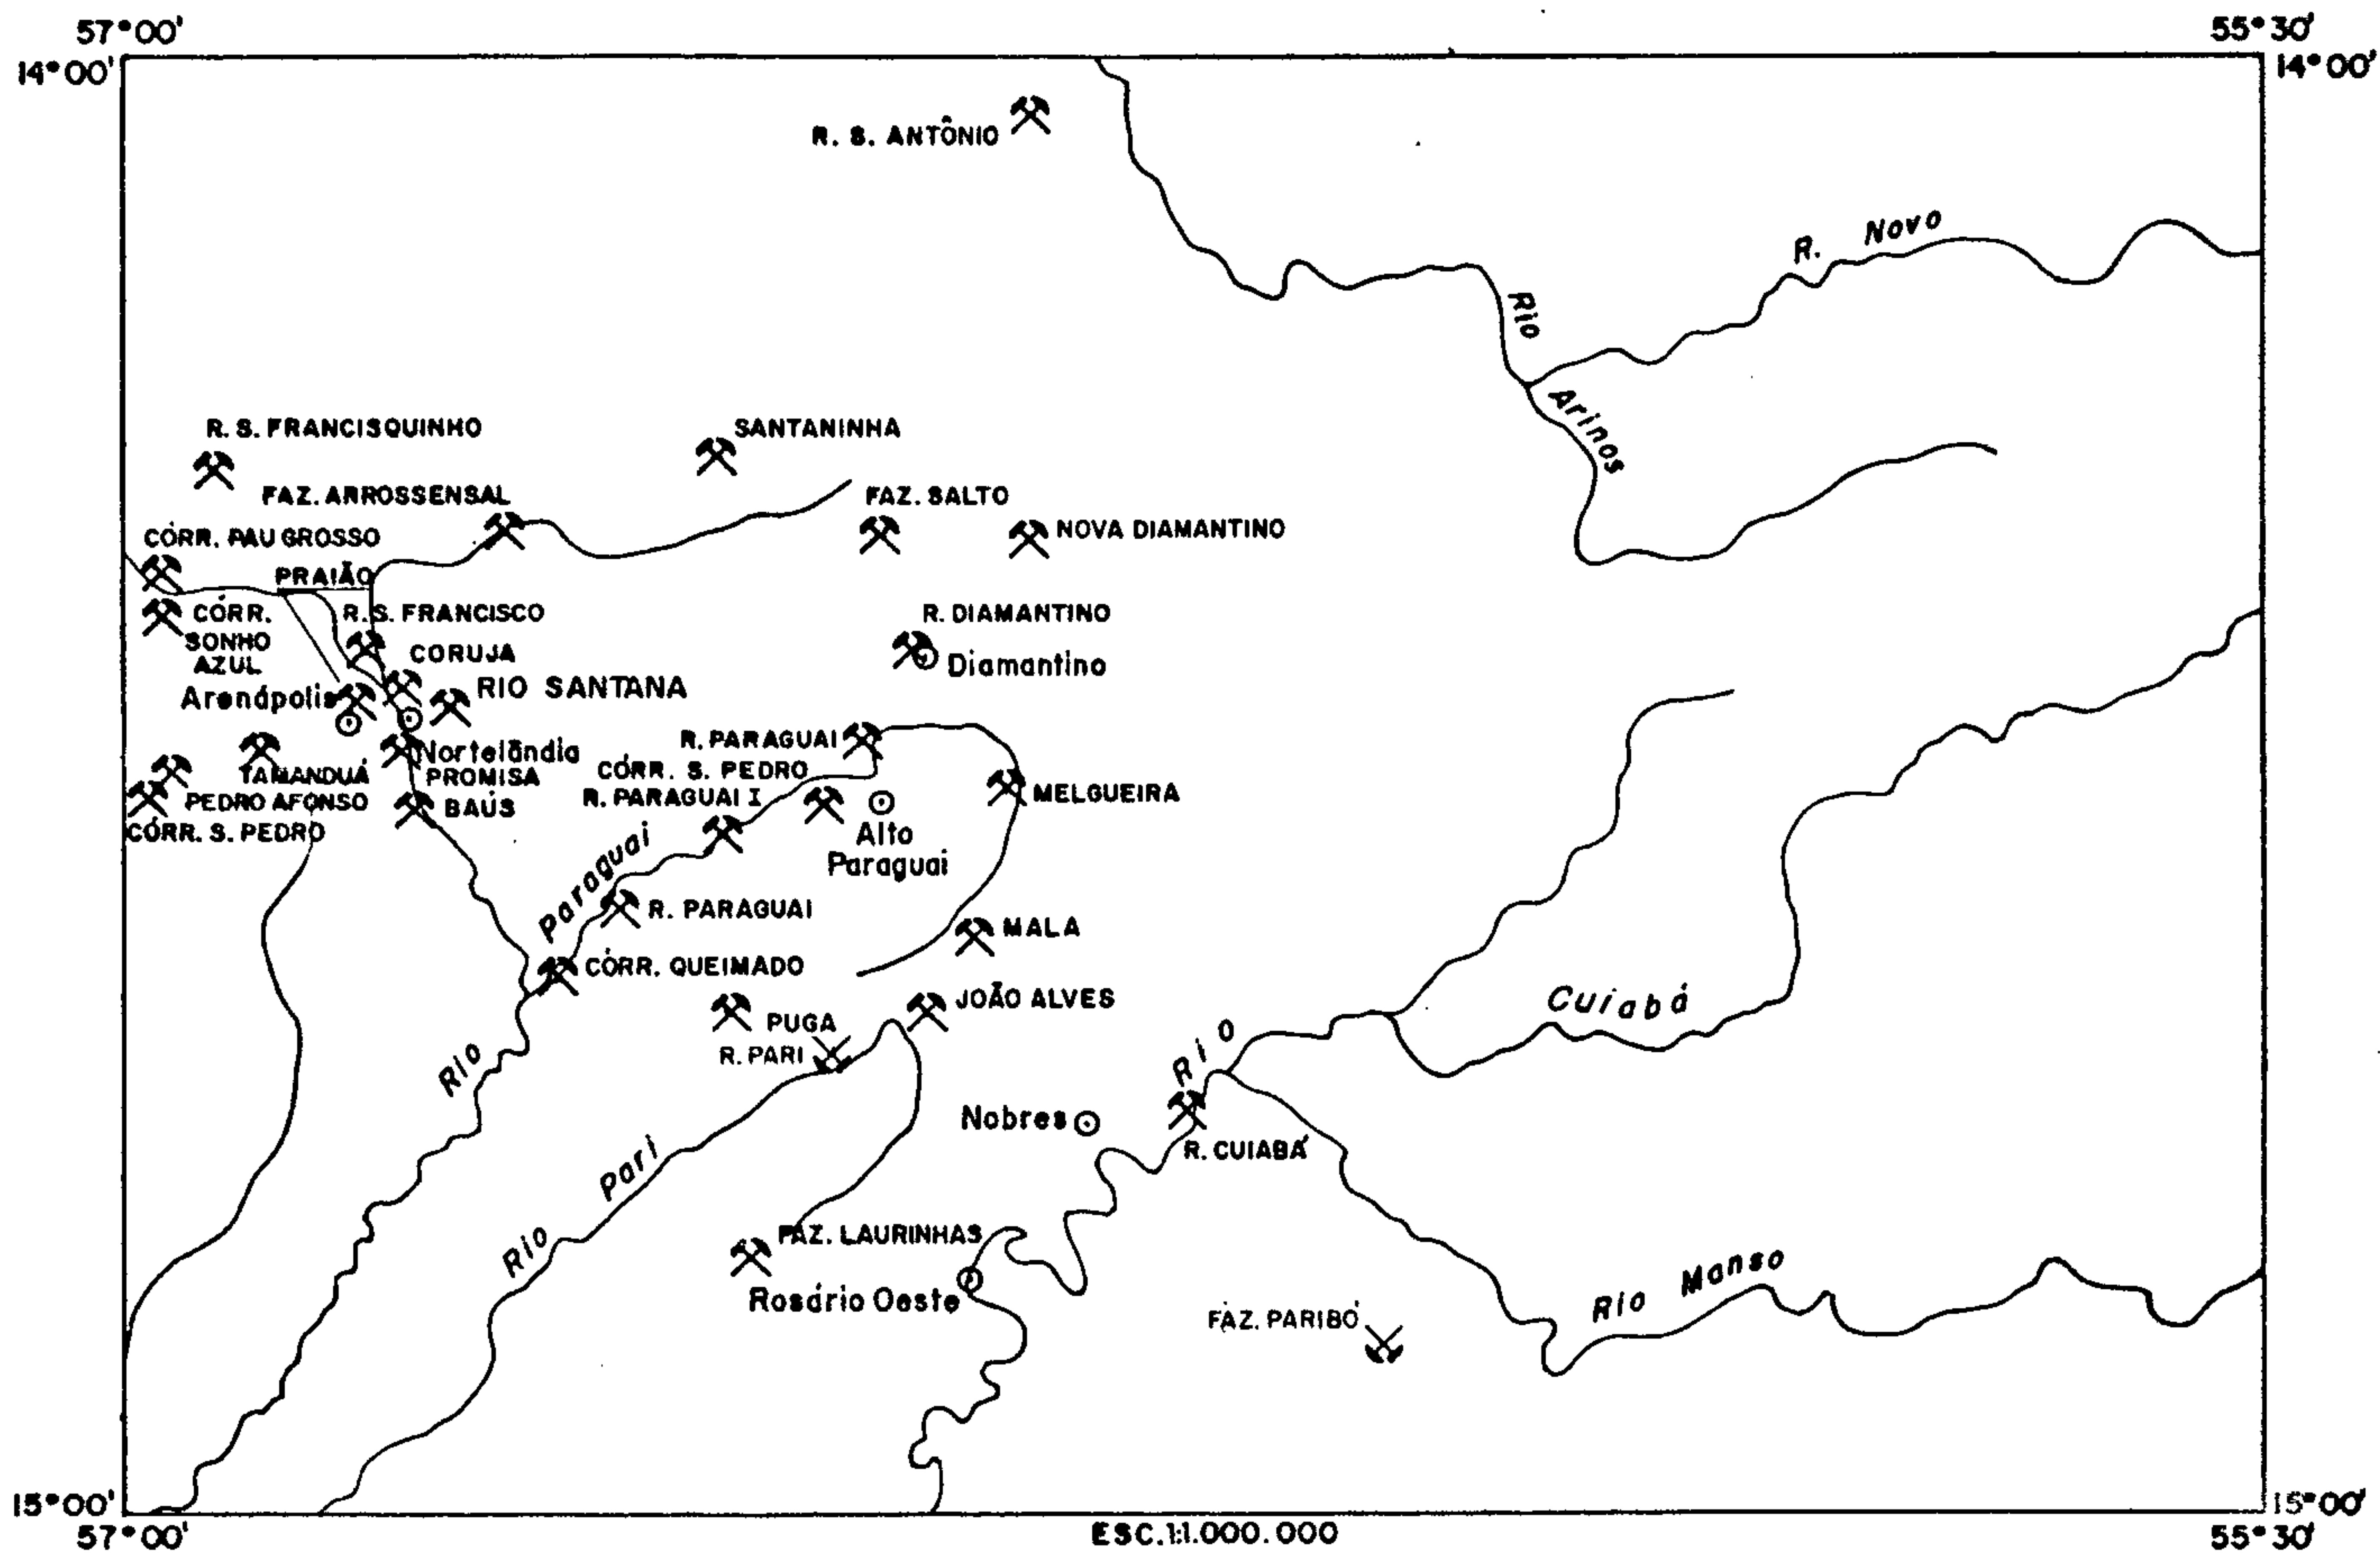 57°00'
55°30'
14°00'
14°00'
R. S. ANTÔNIO
R. Novo
Rio
Arinos
R. S. FRANCISQUINHO
SANTANINHA
FAZ. ARROSSENSAL
FAZ. SALTO
NOVA DIAMANTINO
CÓRR. PAU GROSSO
PRAIÃO
CÓRR.
SONHO
AZUL
R. S. FRANCISCO
R. DIAMANTINO
CORUJA
Diamantino
Arenápolis
RIO SANTANA
R. PARAGUAI
Nortelândia
CÓRR. S. PEDRO
TAMANDUÁ
PROMISA
R. PARAGUAI I
MELGUEIRA
PEDRO AFONSO
BAÚS
CÓRR. S. PEDRO
Alto
Paraguai
Paraguai
R. PARAGUAI
MALA
CÓRR. QUEIMADO
JOÃO ALVES
Cuiabá
PUGA
R. PARI
Rio
Rio
Nobres
R. CUIABÁ
Pari
Rio
FAZ. LAURINHAS
Rosário Oeste
Rio Manso
FAZ. PARIBÓ
15°00'
15°00'
57°00'
ESC.1:1.000.000
55°30'